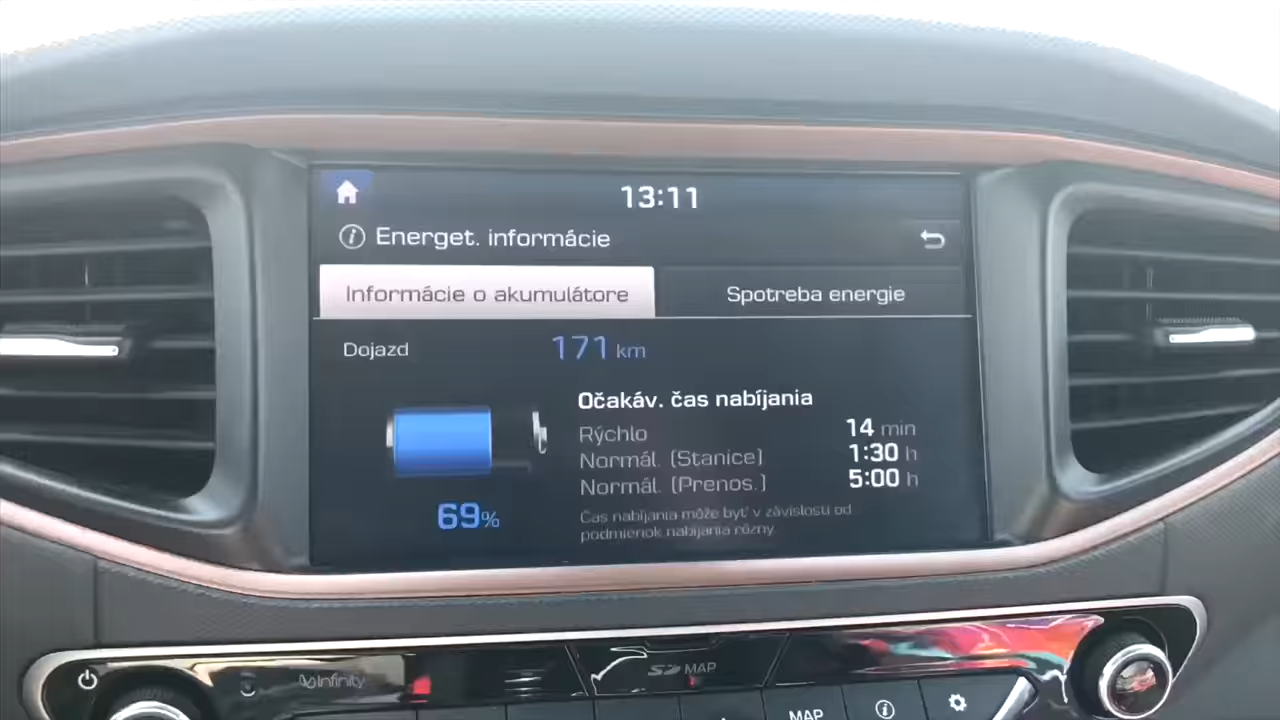 13:11
Energet. informácie
Informácie o akumulátore
Spotreba energie
Dojazd
171 km
Očakáv. čas nabíjania
Rýchlo 14 min
Normál. (Stanice) 1:30 h
Normál. (Prenos.) 5:00 h
69%
Čas nabíjania môže byť v závislosti od
podmienok nabíjania rôzny.
Infinity
SD MAP
MAP